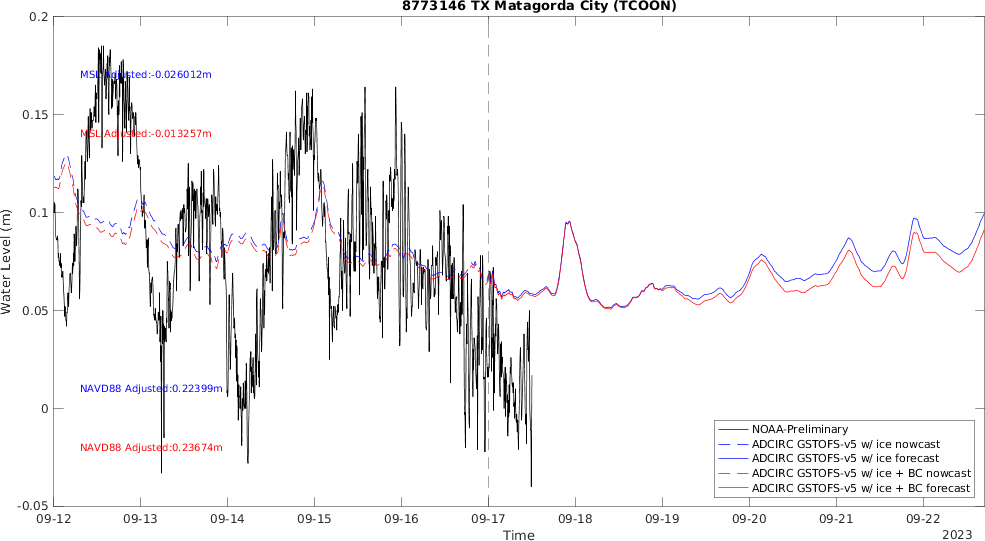 8773146 TX Matagorda City (TCOON)
0.2
0.15
0.1
0.05
0
-0.05
Water Level (m)
MSL Adjusted:-0.026012m
MSL Adjusted:-0.013257m
NAVD88 Adjusted:0.22399m
NAVD88 Adjusted:0.23674m
NOAA-Preliminary
ADCIRC GSTOFS-v5 w/ ice nowcast
ADCIRC GSTOFS-v5 w/ ice forecast
ADCIRC GSTOFS-v5 w/ ice + BC nowcast
ADCIRC GSTOFS-v5 w/ ice + BC forecast
09-12 09-13 09-14 09-15 09-16 09-17 09-18 09-19 09-20 09-21 09-22
Time
2023